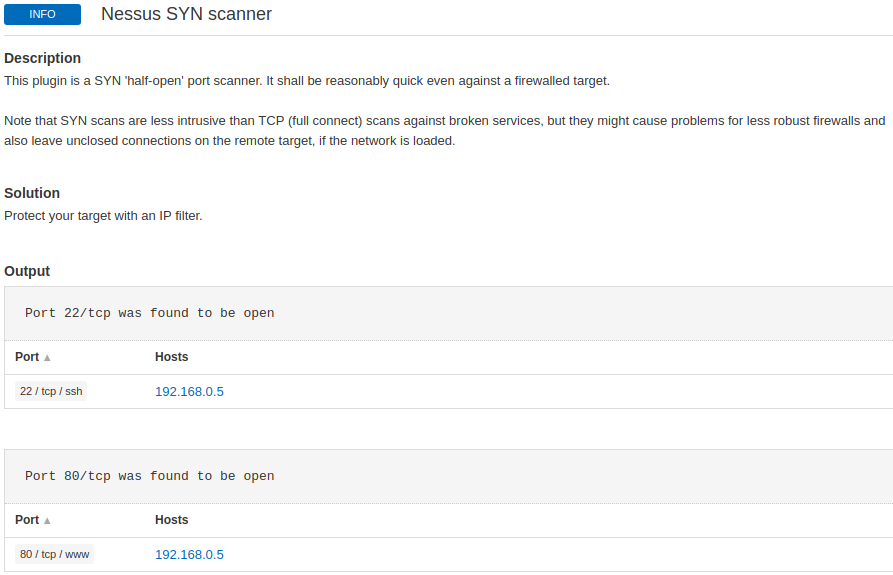 INFO Nessus SYN scanner
Description
This plugin is a SYN 'half-open' port scanner. It shall be reasonably quick even against a firewalled target.
Note that SYN scans are less intrusive than TCP (full connect) scans against broken services, but they might cause problems for less robust firewalls and
also leave unclosed connections on the remote target, if the network is loaded.
Solution
Protect your target with an IP filter.
Output
Port 22/tcp was found to be open
Port ▲ Hosts
22 / tcp / ssh 192.168.0.5
Port 80/tcp was found to be open
Port ▲ Hosts
80 / tcp / www 192.168.0.5